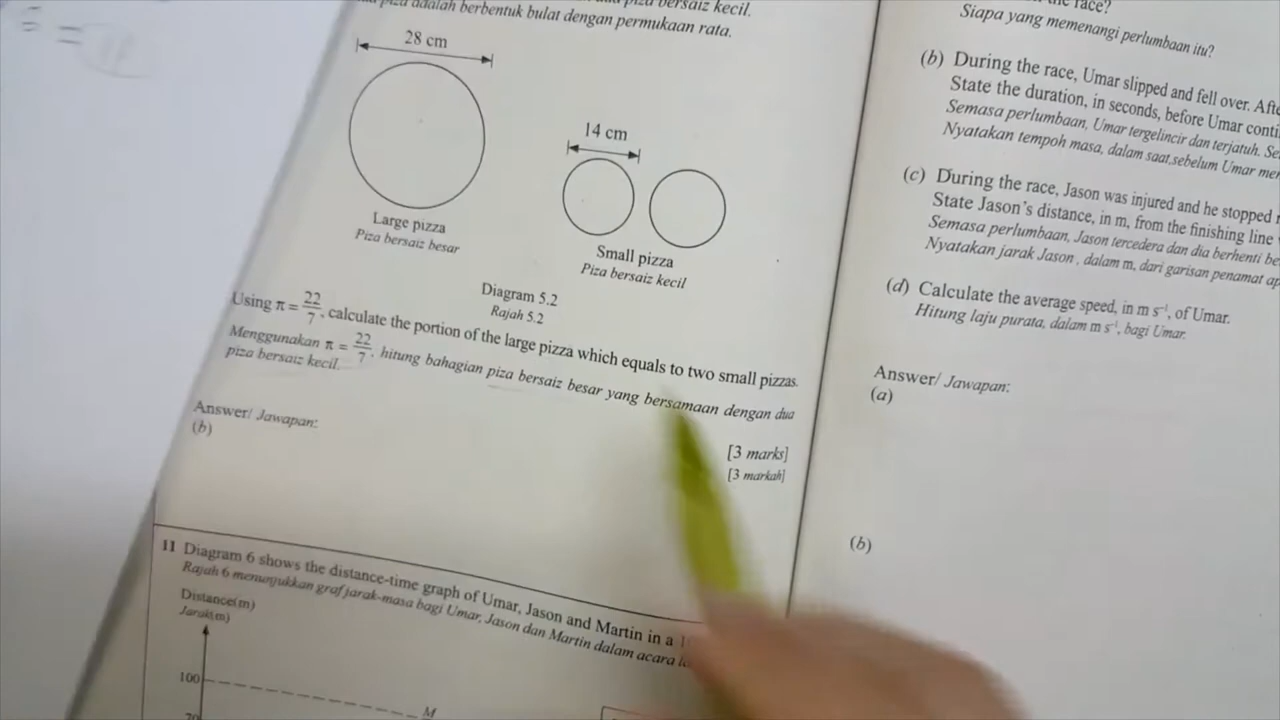 piza adalah berbentuk bulat dengan permukaan rata.
28 cm
14 cm
Large pizza
Piza bersaiz besar
Small pizza
Piza bersaiz kecil
Diagram 5.2
Rajah 5.2
Using π = 22/7, calculate the portion of the large pizza which equals to two small pizzas.
Menggunakan π = 22/7, hitung bahagian piza bersaiz besar yang bersamaan dengan dua
piza bersaiz kecil.
[3 marks]
[3 markah]
Answer/ Jawapan:
(b)
11 Diagram 6 shows the distance-time graph of Umar, Jason and Martin in a
Rajah 6 menunjukkan graf jarak-masa bagi Umar, Jason dan Martin dalam acara
Distance(m)
Jarak(m)
100
M
race?
Siapa yang memenangi perlumbaan itu?
(b) During the race, Umar slipped and fell over.
State the duration, in seconds, before Umar
Semasa perlumbaan, Umar tergelincir dan terjatuh.
Nyatakan tempoh masa, dalam saat,sebelum Umar
(c) During the race, Jason was injured and he stopped
State Jason's distance, in m, from the finishing line
Semasa perlumbaan, Jason tercedera dan dia berhenti
Nyatakan jarak Jason , dalam m, dari garisan penamat
(d) Calculate the average speed, in m s⁻¹, of Umar.
Hitung laju purata, dalam m s⁻¹, bagi Umar.
Answer/ Jawapan:
(a)
(b)